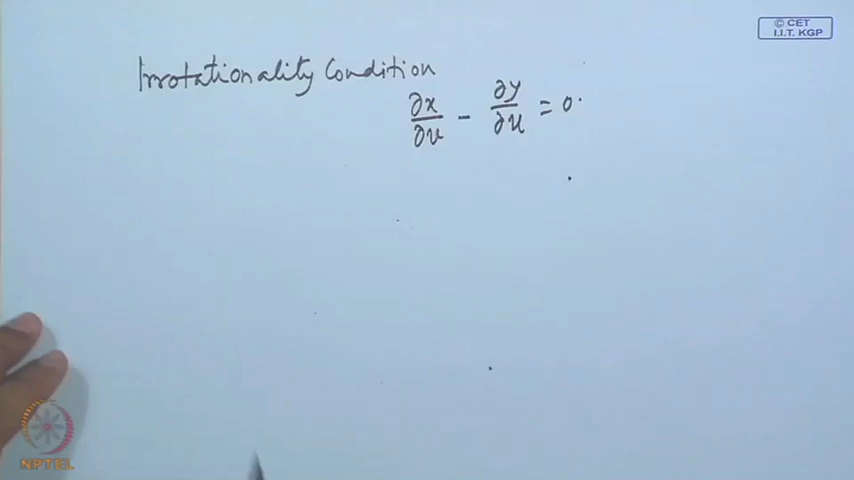 © CET
I.I.T. KGP
Irrotationality Condition
∂x/∂v - ∂y/∂u = 0.
NPTEL